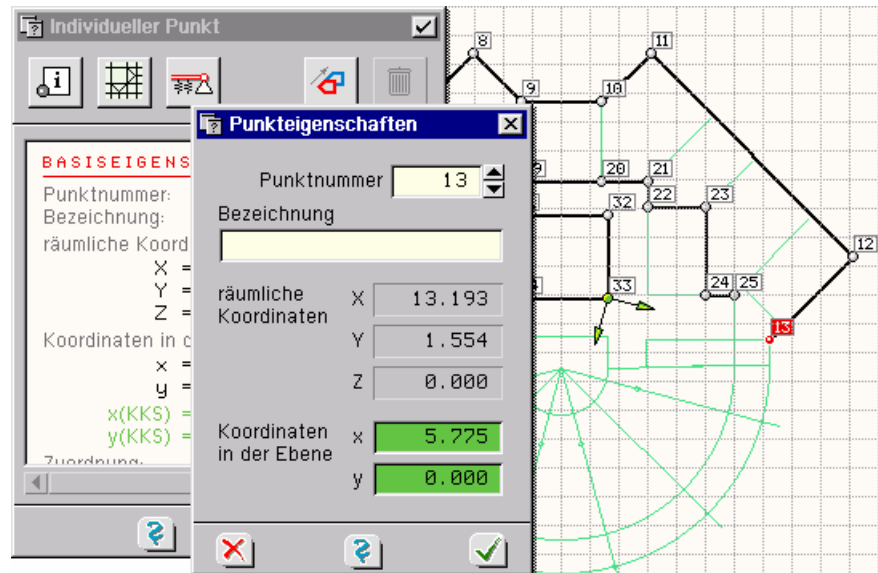 Individueller Punkt
BASISEIGENS
Punktnummer:
Bezeichnung:
räumliche Koord
X =
Y =
Z =
Koordinaten in d
x =
y =
x(KKS) =
y(KKS) =
Zuordnung:
Punkteigenschaften
Punktnummer 13
Bezeichnung
räumliche Koordinaten
X 13.193
Y 1.554
Z 0.000
Koordinaten in der Ebene
x 5.775
y 0.000
8
11
9
10
20
21
22
23
32
12
33
24
25
13